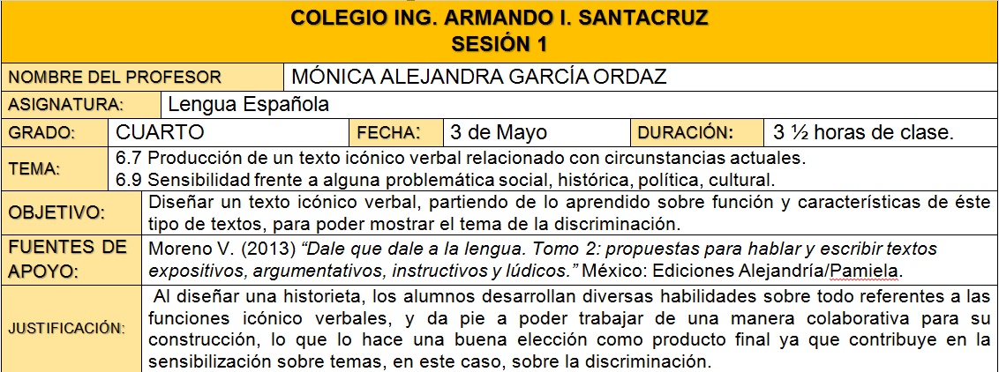 COLEGIO ING. ARMANDO I. SANTACRUZ
SESIÓN 1
NOMBRE DEL PROFESOR MÓNICA ALEJANDRA GARCÍA ORDAZ
ASIGNATURA: Lengua Española
GRADO: CUARTO FECHA: 3 de Mayo DURACIÓN: 3 ½ horas de clase.
TEMA: 6.7 Producción de un texto icónico verbal relacionado con circunstancias actuales.
6.9 Sensibilidad frente a alguna problemática social, histórica, política, cultural.
OBJETIVO: Diseñar un texto icónico verbal, partiendo de lo aprendido sobre función y características de éste
tipo de textos, para poder mostrar el tema de la discriminación.
FUENTES DE APOYO: Moreno V. (2013) “Dale que dale a la lengua. Tomo 2: propuestas para hablar y escribir textos
expositivos, argumentativos, instructivos y lúdicos.” México: Ediciones Alejandría/Pamiela.
JUSTIFICACIÓN: Al diseñar una historieta, los alumnos desarrollan diversas habilidades sobre todo referentes a las
funciones icónico verbales, y da pie a poder trabajar de una manera colaborativa para su
construcción, lo que lo hace una buena elección como producto final ya que contribuye en la
sensibilización sobre temas, en este caso, sobre la discriminación.